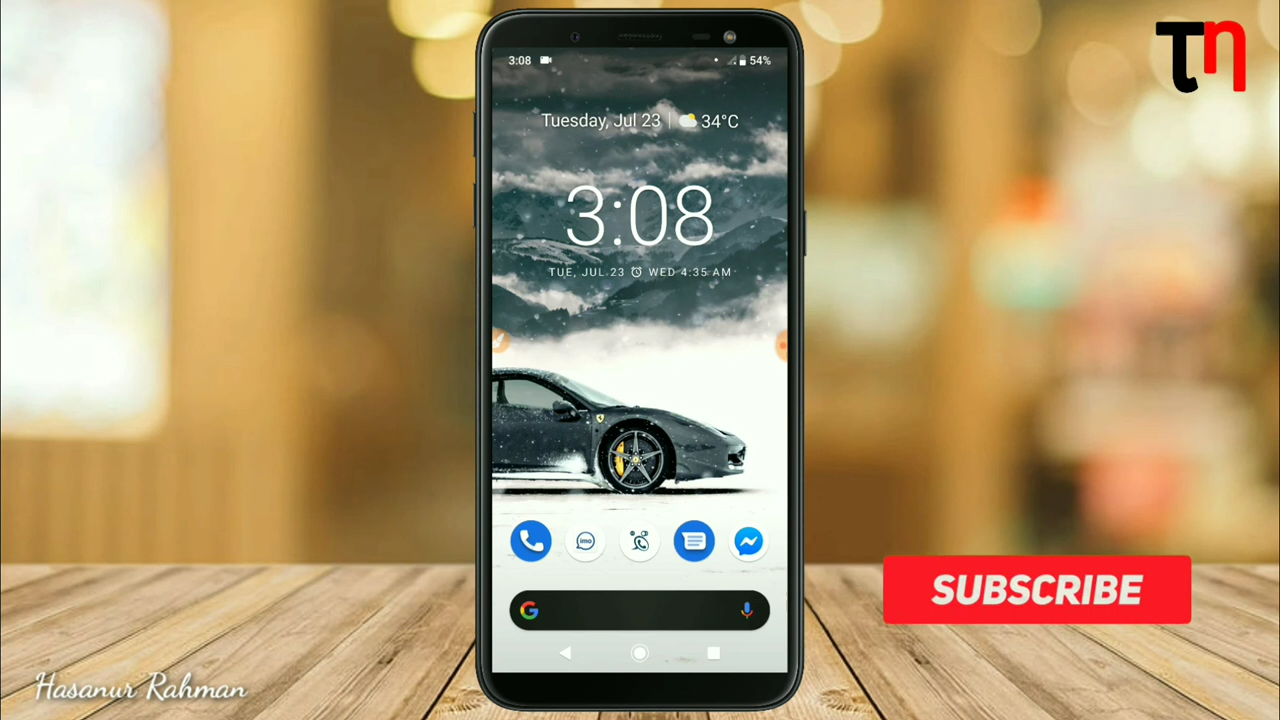 Tn
3:08
54%
Tuesday, Jul 23 | 34°C
3:08
TUE, JUL 23 WED 4:35 AM
imo
G
SUBSCRIBE
Hasanur Rahman